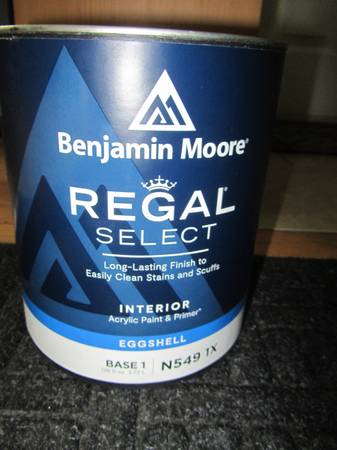 Benjamin Moore®
REGAL®
SELECT
Long-Lasting Finish to
Easily Clean Stains and Scuffs
INTERIOR
Acrylic Paint & Primer*
EGGSHELL
BASE 1 N549 1X